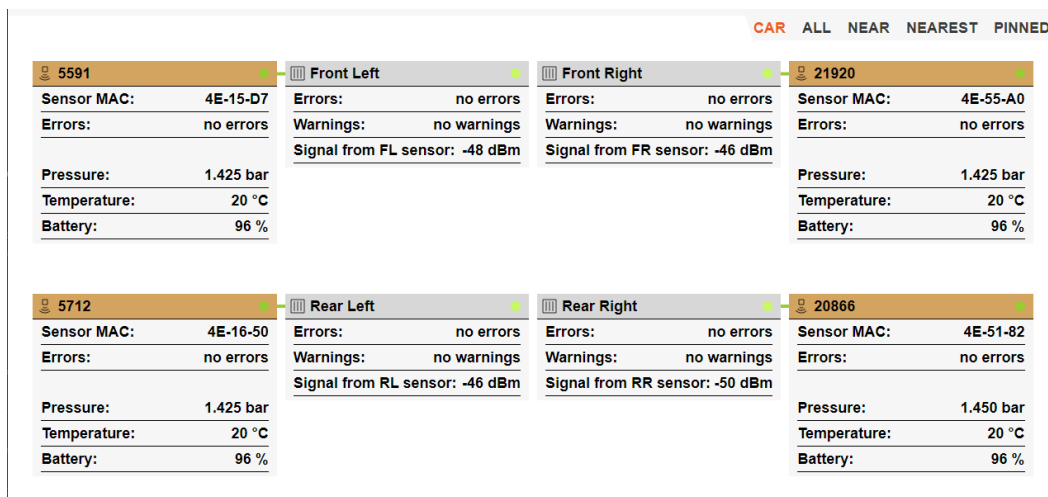 CAR ALL NEAR NEAREST PINNED
5591 Front Left Front Right 21920
Sensor MAC: 4E-15-D7 Errors: no errors Errors: no errors Sensor MAC: 4E-55-A0
Errors: no errors Warnings: no warnings Warnings: no warnings Errors: no errors
Signal from FL sensor: -48 dBm Signal from FR sensor: -46 dBm
Pressure: 1.425 bar Pressure: 1.425 bar
Temperature: 20 °C Temperature: 20 °C
Battery: 96 % Battery: 96 %
5712 Rear Left Rear Right 20866
Sensor MAC: 4E-16-50 Errors: no errors Errors: no errors Sensor MAC: 4E-51-82
Errors: no errors Warnings: no warnings Warnings: no warnings Errors: no errors
Signal from RL sensor: -46 dBm Signal from RR sensor: -50 dBm
Pressure: 1.425 bar Pressure: 1.450 bar
Temperature: 20 °C Temperature: 20 °C
Battery: 96 % Battery: 96 %